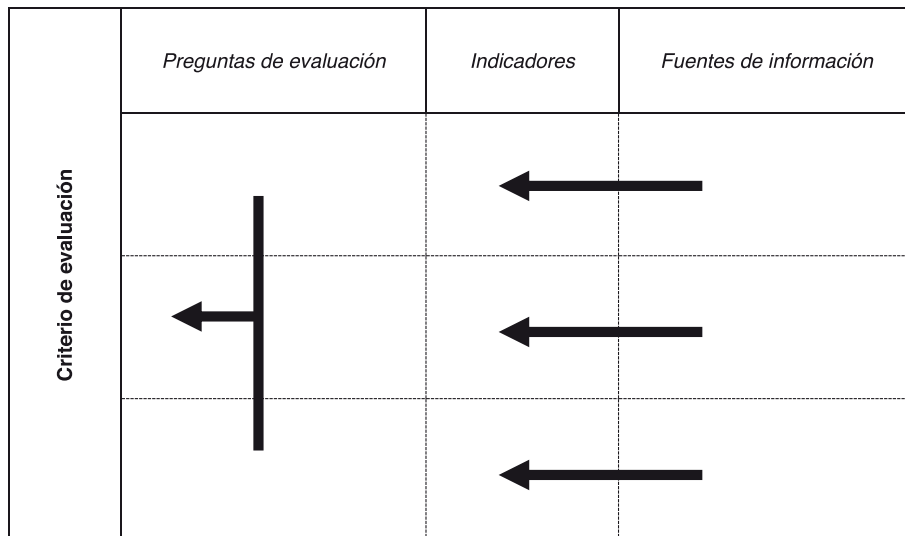 Preguntas de evaluación
Indicadores
Fuentes de información
Criterio de evaluación